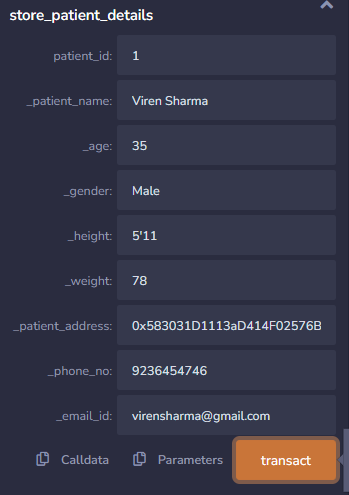 store_patient_details
patient_id: 1
_patient_name: Viren Sharma
_age: 35
_gender: Male
_height: 5'11
_weight: 78
_patient_address: 0x583031D1113aD414F02576B
_phone_no: 9236454746
_email_id: virensharma@gmail.com
Calldata Parameters transact